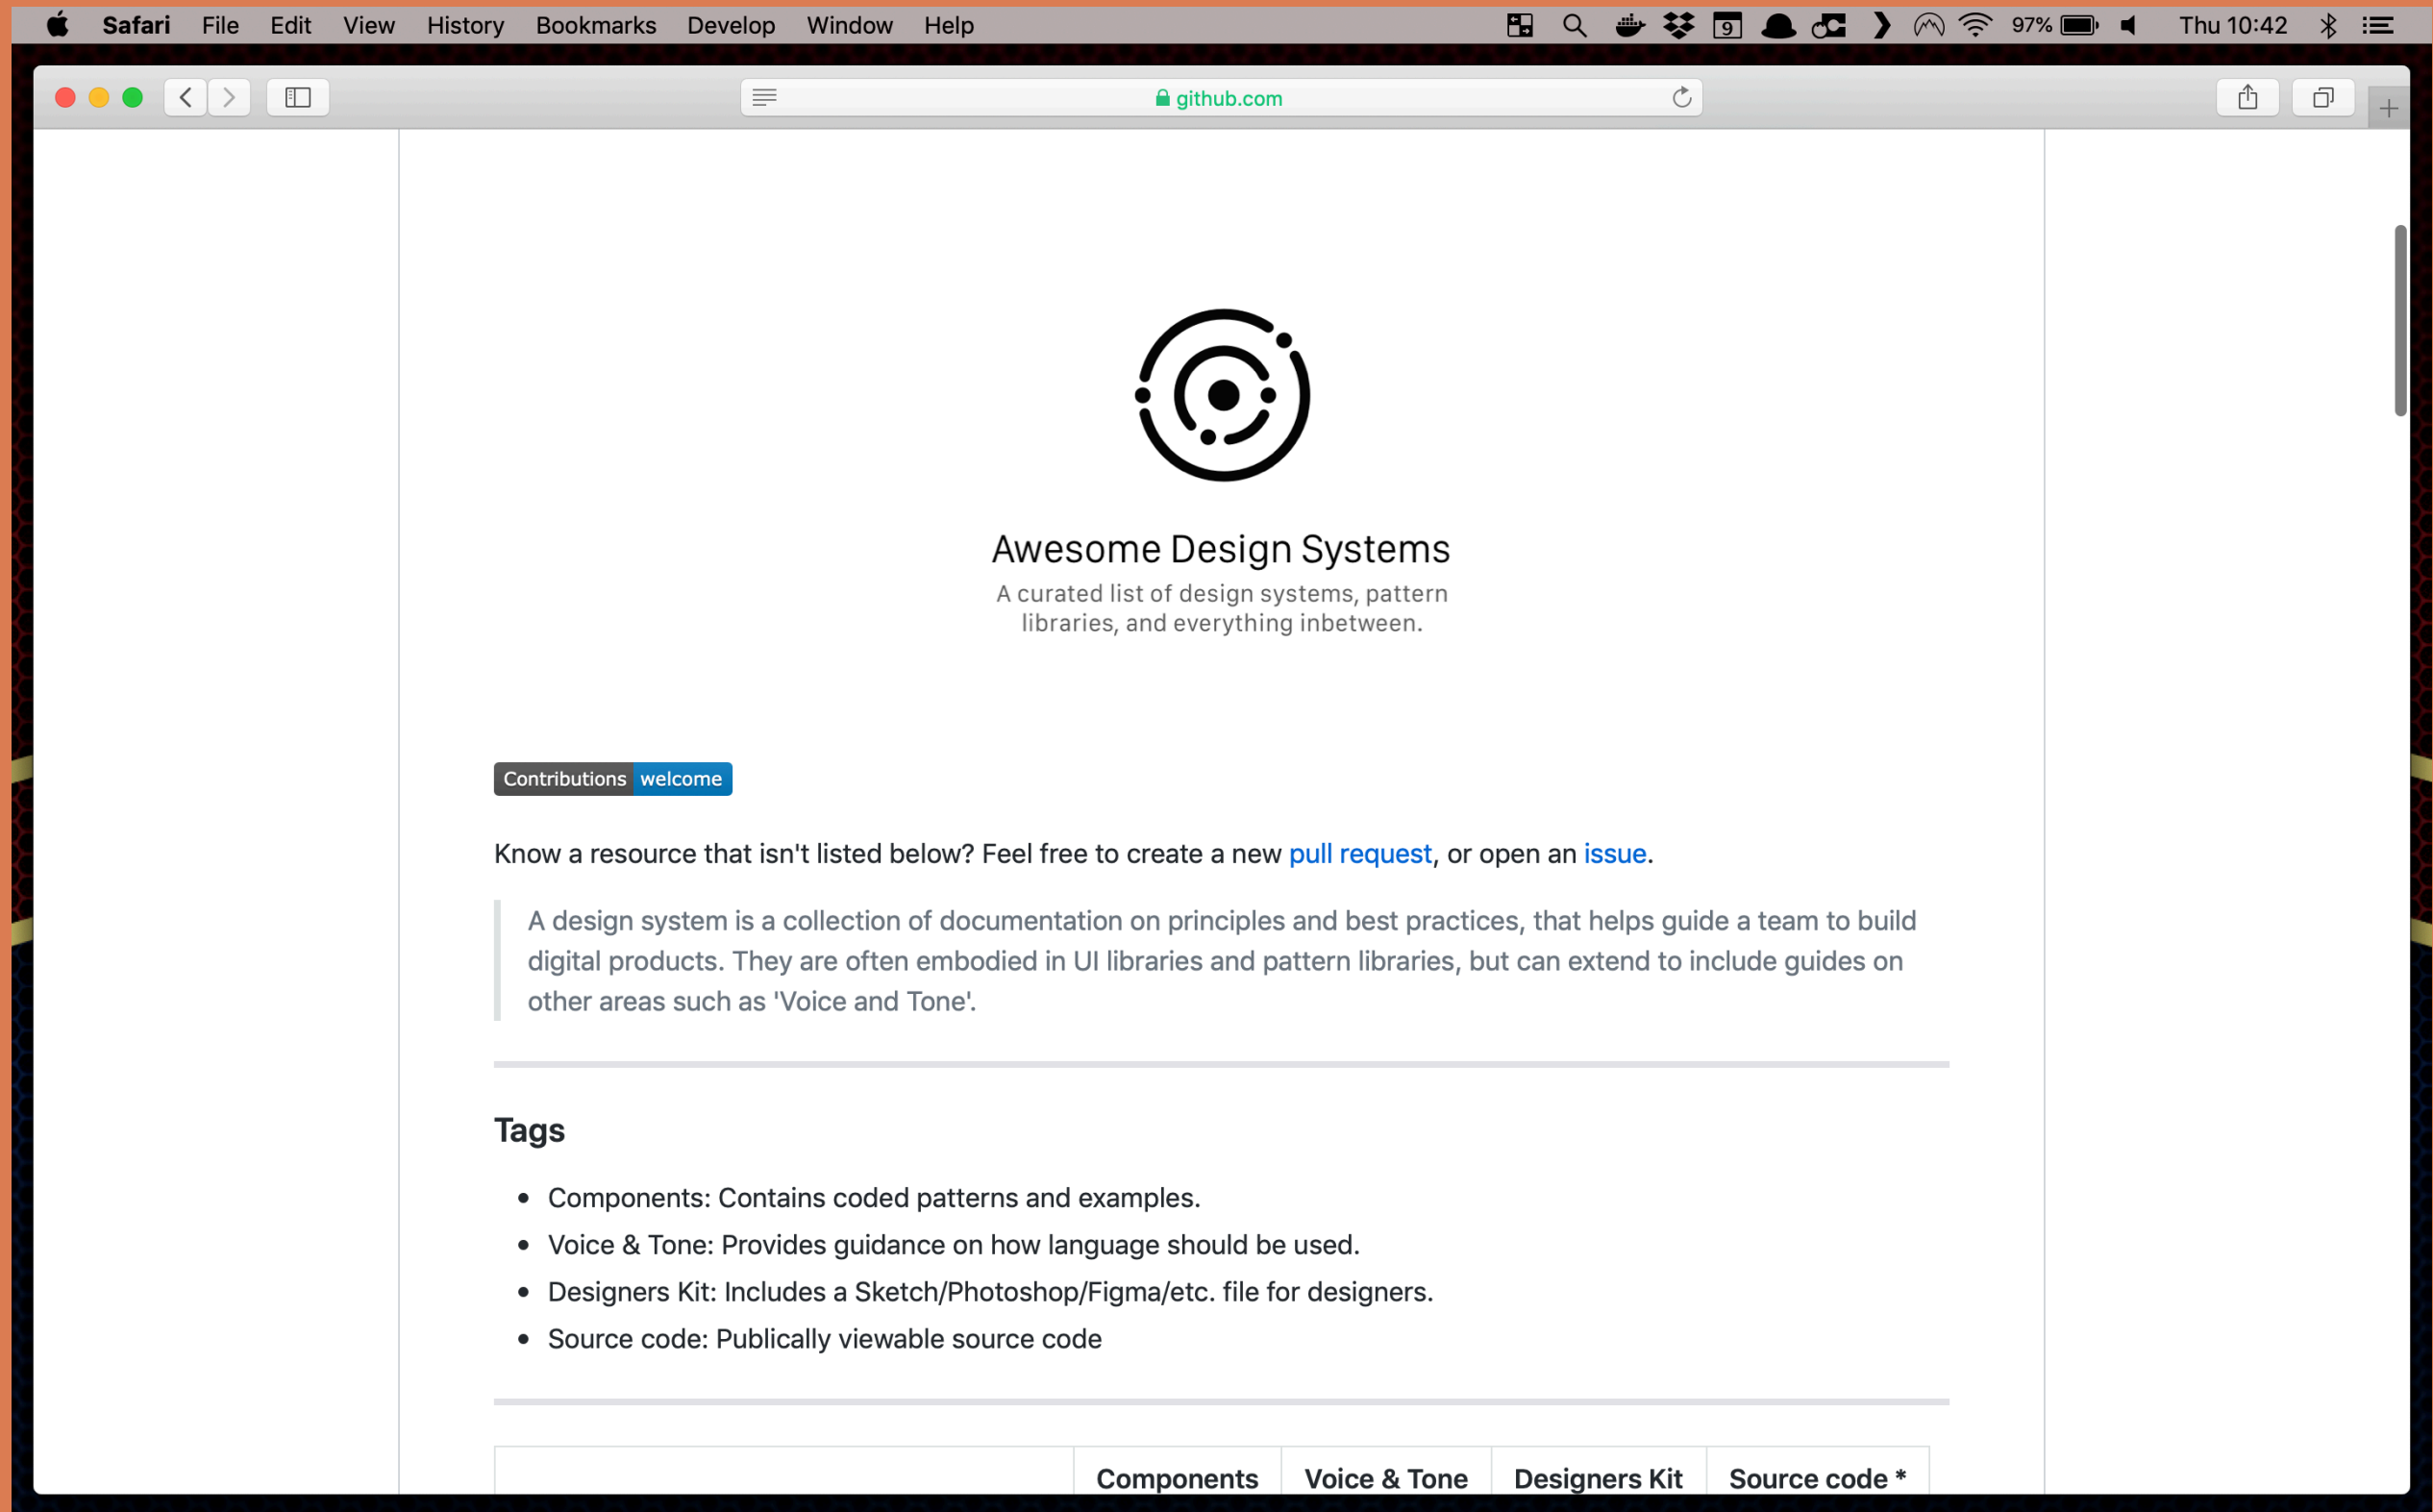 Safari File Edit View History Bookmarks Develop Window Help 9 97% Thu 10:42
github.com
Awesome Design Systems
A curated list of design systems, pattern
libraries, and everything inbetween.
Contributions welcome
Know a resource that isn't listed below? Feel free to create a new pull request, or open an issue.
A design system is a collection of documentation on principles and best practices, that helps guide a team to build
digital products. They are often embodied in UI libraries and pattern libraries, but can extend to include guides on
other areas such as 'Voice and Tone'.
Tags
• Components: Contains coded patterns and examples.
• Voice & Tone: Provides guidance on how language should be used.
• Designers Kit: Includes a Sketch/Photoshop/Figma/etc. file for designers.
• Source code: Publically viewable source code
Components Voice & Tone Designers Kit Source code *